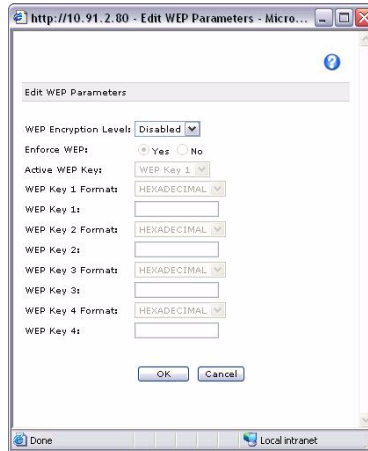 http://10.91.2.80 - Edit WEP Parameters - Micro...
?
Edit WEP Parameters
WEP Encryption Level: Disabled
Enforce WEP: Yes No
Active WEP Key: WEP Key 1
WEP Key 1 Format: HEXADECIMAL
WEP Key 1:
WEP Key 2 Format: HEXADECIMAL
WEP Key 2:
WEP Key 3 Format: HEXADECIMAL
WEP Key 3:
WEP Key 4 Format: HEXADECIMAL
WEP Key 4:
OK Cancel
Done Local intranet